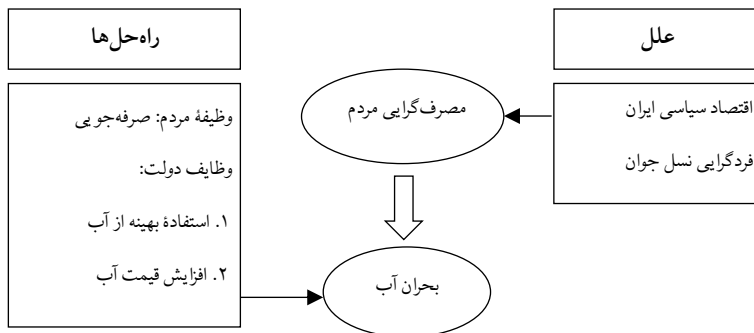 علل
اقتصاد سیاسی ایران
فردگرایی نسل جوان
مصرف‌گرایی مردم
بحران آب
راه‌حل‌ها
وظیفهٔ مردم: صرفه‌جویی
وظایف دولت:
۱. استفادهٔ بهینه از آب
۲. افزایش قیمت آب